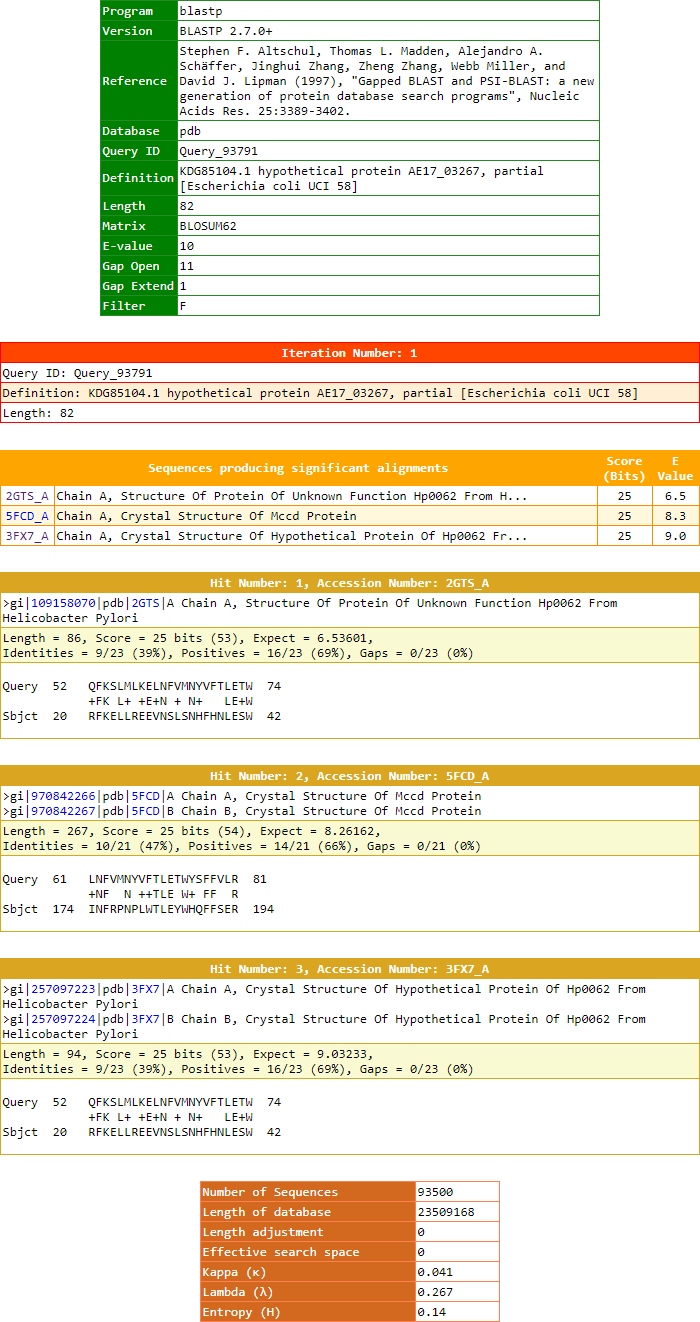 Program blastp
Version BLASTP 2.7.0+
Reference Stephen F. Altschul, Thomas L. Madden, Alejandro A.
Schäffer, Jinghui Zhang, Zheng Zhang, Webb Miller, and
David J. Lipman (1997), "Gapped BLAST and PSI-BLAST: a new
generation of protein database search programs", Nucleic
Acids Res. 25:3389-3402.
Database pdb
Query ID Query_93791
Definition KDG85104.1 hypothetical protein AE17_03267, partial
[Escherichia coli UCI 58]
Length 82
Matrix BLOSUM62
E-value 10
Gap Open 11
Gap Extend 1
Filter F
Iteration Number: 1
Query ID: Query_93791
Definition: KDG85104.1 hypothetical protein AE17_03267, partial [Escherichia coli UCI 58]
Length: 82
Sequences producing significant alignments Score (Bits) E Value
2GTS_A Chain A, Structure Of Protein Of Unknown Function Hp0062 From H... 25 6.5
5FCD_A Chain A, Crystal Structure Of Mccd Protein 25 8.3
3FX7_A Chain A, Crystal Structure Of Hypothetical Protein Of Hp0062 Fr... 25 9.0
Hit Number: 1, Accession Number: 2GTS_A
>gi|109158070|pdb|2GTS|A Chain A, Structure Of Protein Of Unknown Function Hp0062 From
Helicobacter Pylori
Length = 86, Score = 25 bits (53), Expect = 6.53601,
Identities = 9/23 (39%), Positives = 16/23 (69%), Gaps = 0/23 (0%)
Query  52   QFKSLMLKELNFVMNYVFTLETW  74
            +FK L+ +E+N + N+   LE+W
Sbjct  20   RFKELLREEVNSLSNHFHNLESW  42
Hit Number: 2, Accession Number: 5FCD_A
>gi|970842266|pdb|5FCD|A Chain A, Crystal Structure Of Mccd Protein
>gi|970842267|pdb|5FCD|B Chain B, Crystal Structure Of Mccd Protein
Length = 267, Score = 25 bits (54), Expect = 8.26162,
Identities = 10/21 (47%), Positives = 14/21 (66%), Gaps = 0/21 (0%)
Query  61   LNFVMNYVFTLETWYSFFVLR  81
            +NF  N ++TLE W+ FF  R
Sbjct  174  INFRPNPLWTLEYWHQFFSER  194
Hit Number: 3, Accession Number: 3FX7_A
>gi|257097223|pdb|3FX7|A Chain A, Crystal Structure Of Hypothetical Protein Of Hp0062 From
Helicobacter Pylori
>gi|257097224|pdb|3FX7|B Chain B, Crystal Structure Of Hypothetical Protein Of Hp0062 From
Helicobacter Pylori
Length = 94, Score = 25 bits (53), Expect = 9.03233,
Identities = 9/23 (39%), Positives = 16/23 (69%), Gaps = 0/23 (0%)
Query  52   QFKSLMLKELNFVMNYVFTLETW  74
            +FK L+ +E+N + N+   LE+W
Sbjct  20   RFKELLREEVNSLSNHFHNLESW  42
Number of Sequences 93500
Length of database 23509168
Length adjustment 0
Effective search space 0
Kappa (κ) 0.041
Lambda (λ) 0.267
Entropy (H) 0.14